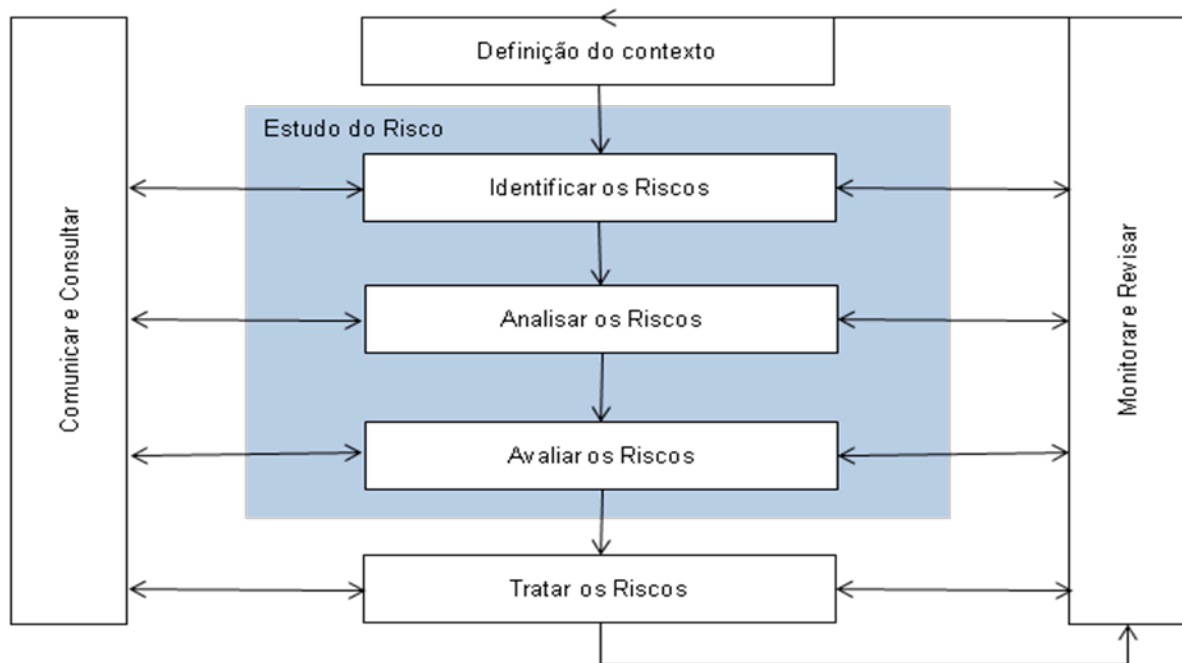 Definição do contexto
Estudo do Risco
Identificar os Riscos
Analisar os Riscos
Avaliar os Riscos
Tratar os Riscos
Comunicar e Consultar
Monitorar e Revisar